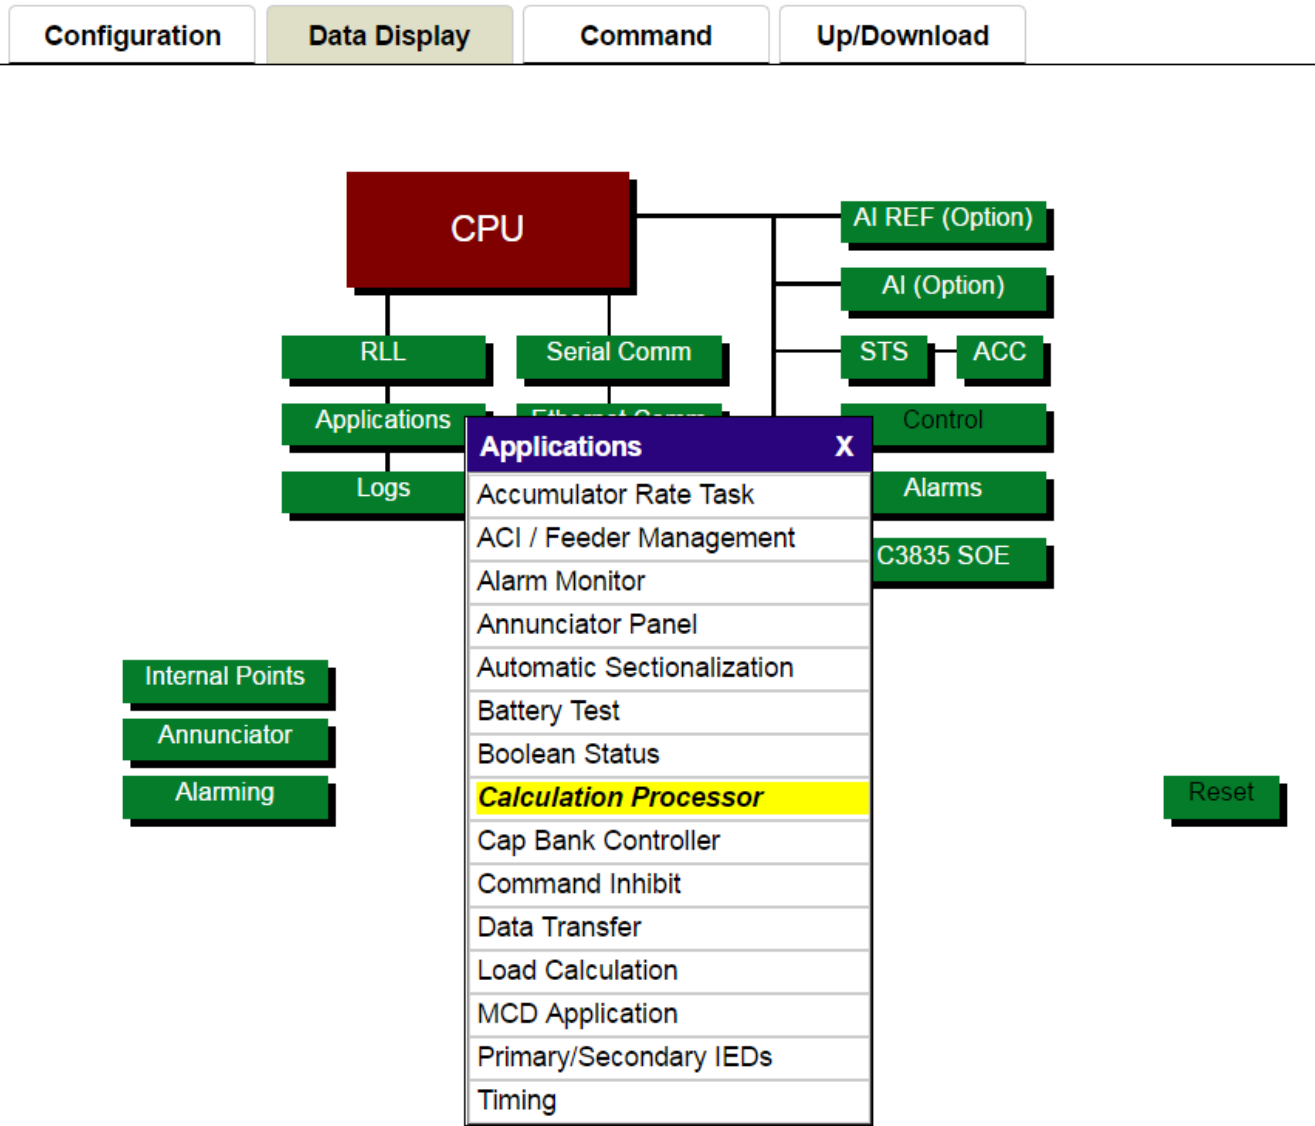 Configuration
Data Display
Command
Up/Download
CPU
AI REF (Option)
AI (Option)
RLL
Serial Comm
STS
ACC
Applications
Ethernet Comm
Control
Logs
Alarms
C3835 SOE
Applications X
Accumulator Rate Task
ACI / Feeder Management
Alarm Monitor
Annunciator Panel
Automatic Sectionalization
Battery Test
Boolean Status
Calculation Processor
Cap Bank Controller
Command Inhibit
Data Transfer
Load Calculation
MCD Application
Primary/Secondary IEDs
Timing
Internal Points
Annunciator
Alarming
Reset